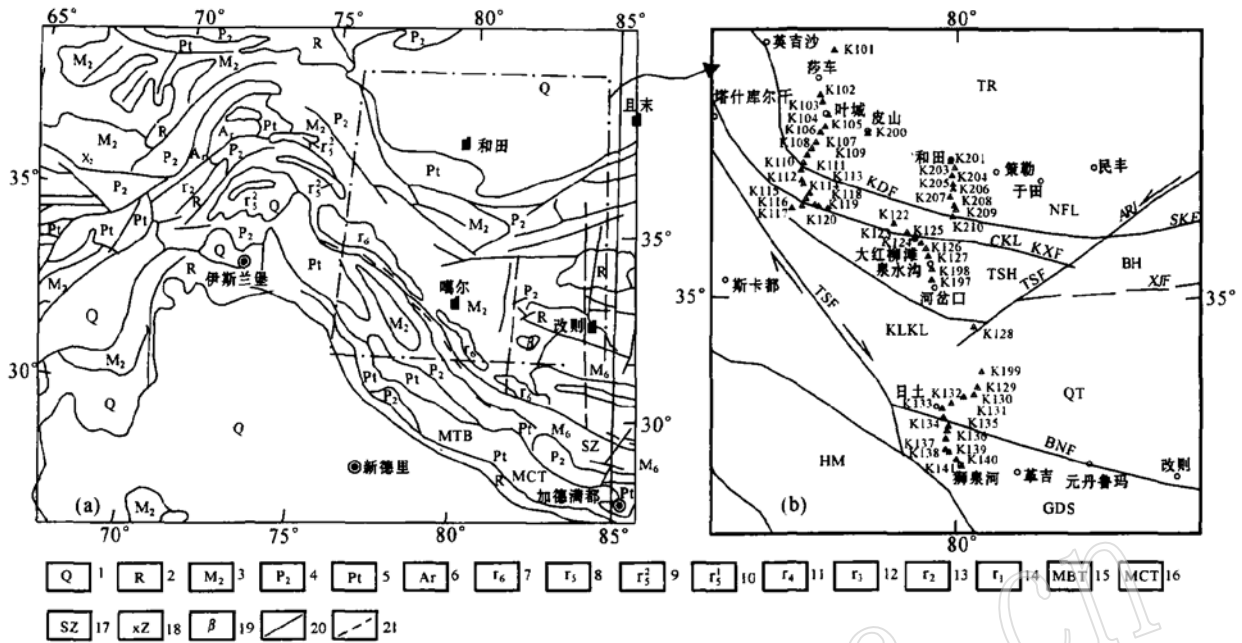 65° 70° 75° 80° 85°
P₂ Pt M₂ R P₂ Q
且末
和田
M₂ P₂ R Ar Pt M₂ P₂ r₅²
35° 35°
伊斯兰堡
噶尔
改则
30° 30°
Q M₂ R P₂ Pt r₆ β M₆
MTB MCT SZ
新德里
加德满都
(a)
70° 75° 80° 85°
80°
英吉沙 K101
莎车
塔什库尔干 K102 TR
K103 叶城 皮山
K104 K105
K106 K200
K108 K107 和田 K201 民丰
K109 K203 策勒
K110 K111 K204
K112 K113 K205 K206 于田
K115 K114 K118 KDF K207 K208
K116 K119 K209 NFL
K117 K120 K122 K210 SKF
K123 K125 CKL KXF
K124 K126 BH
大红柳滩 K127 TSH TSF XJF
泉水沟 K198
斯卡都 K197
35° 35°
河岔口
TSF KLKL K128
K199
日土 K132 K129
K133 K130 QT
K131
K134 K135
K136 BNF
K137 K139
HM K138 K140 改则
K141 革吉 元丹鲁玛
狮泉河
(b) GDS
80°
Q 1 R 2 M₂ 3 P₂ 4 Pt 5 Ar 6 r₆ 7 r₅ 8 r₅² 9 r₅¹ 10 r₄ 11 r₃ 12 r₂ 13 r₁ 14 MBT 15 MCT 16
SZ 17 xZ 18 β 19 20 21